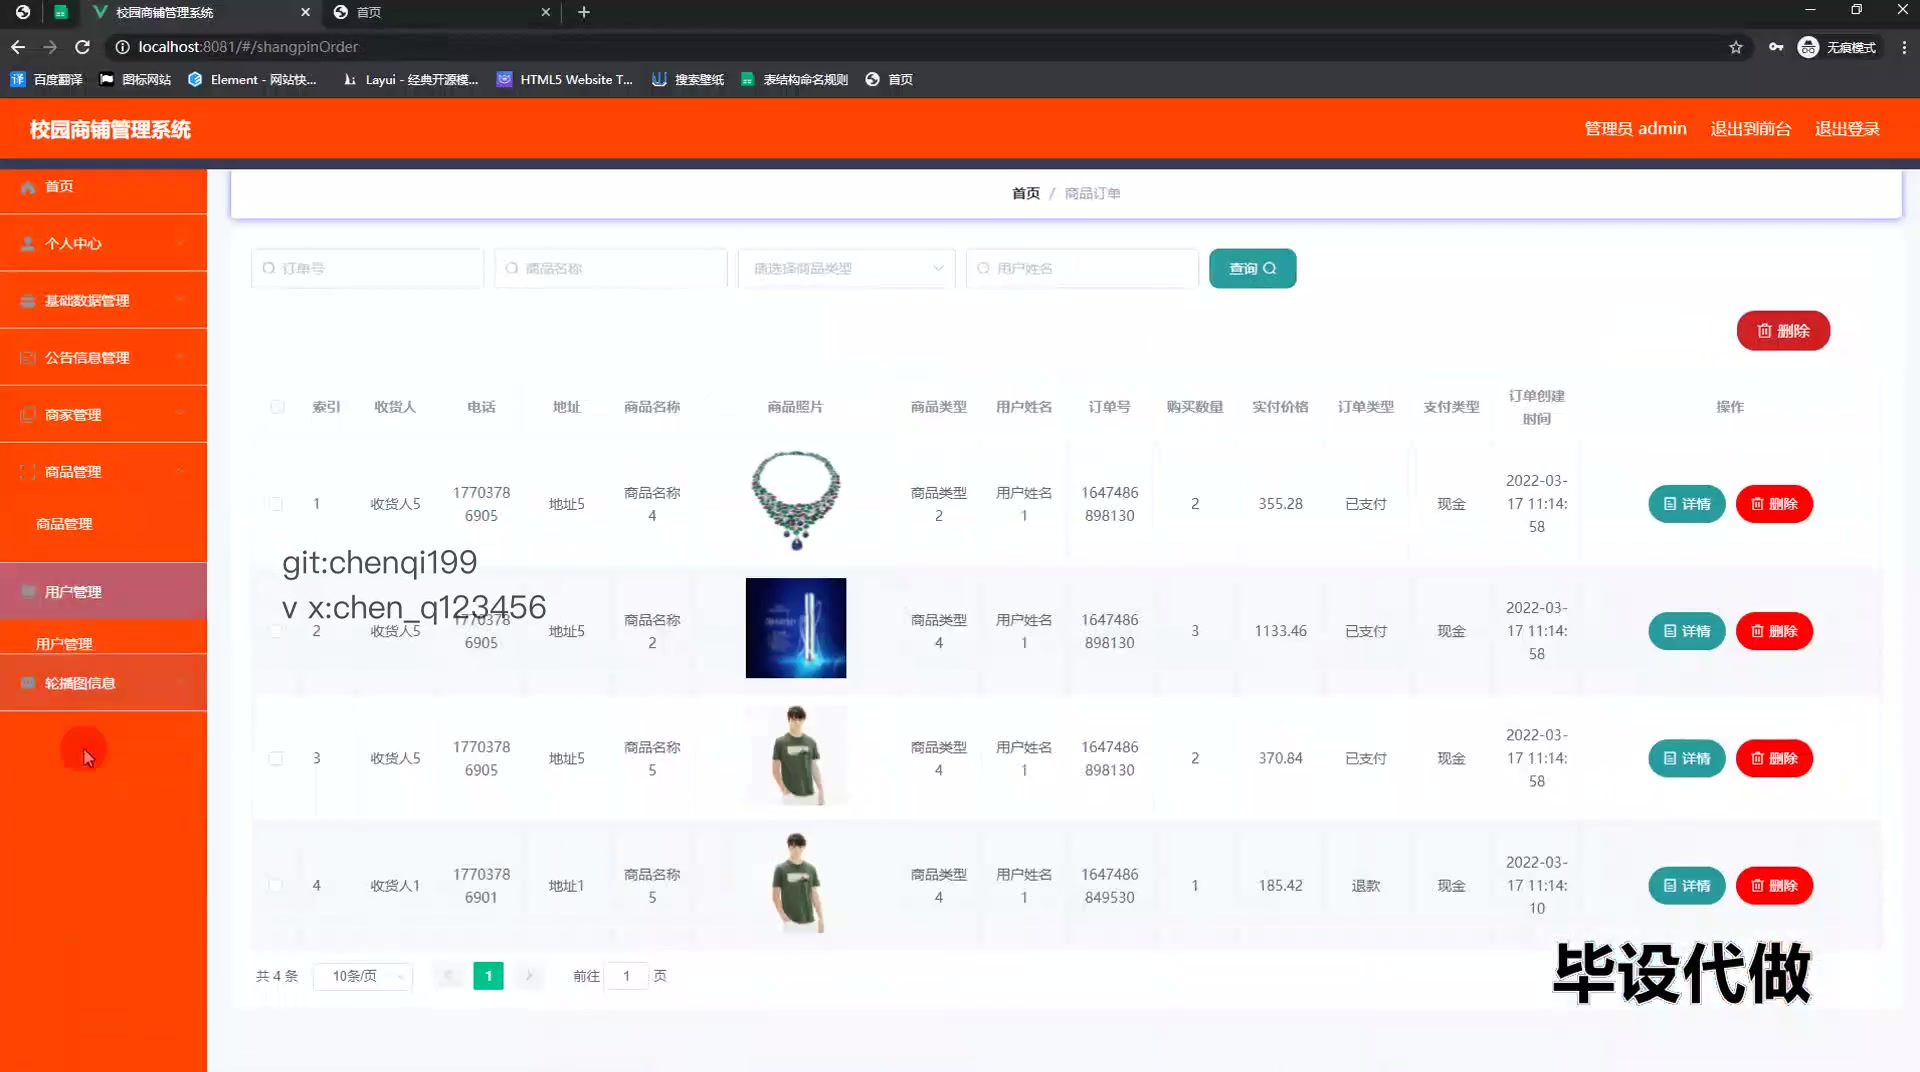 校园商铺管理系统
首页
localhost:8081/#/shangpinOrder
无痕模式
百度翻译
图标网站
Element - 网站快...
Layui - 经典开源模...
HTML5 Website T...
搜索壁纸
表结构命名规则
首页
校园商铺管理系统
管理员 admin
退出到前台
退出登录
首页
个人中心
基础数据管理
公告信息管理
商家管理
商品管理
商品管理
用户管理
用户管理
轮播图信息
首页 / 商品订单
订单号
商品名称
请选择商品类型
用户姓名
查询
删除
索引 收货人 电话 地址 商品名称 商品照片 商品类型 用户姓名 订单号 购买数量 实付价格 订单类型 支付类型 订单创建时间 操作
1 收货人5 17703786905 地址5 商品名称4 商品类型2 用户姓名1 1647486898130 2 355.28 已支付 现金 2022-03-17 11:14:58 详情 删除
git:chenqi199
v x:chen_q123456
2 收货人5 17703786905 地址5 商品名称2 商品类型4 用户姓名1 1647486898130 3 1133.46 已支付 现金 2022-03-17 11:14:58 详情 删除
3 收货人5 17703786905 地址5 商品名称5 商品类型4 用户姓名1 1647486898130 2 370.84 已支付 现金 2022-03-17 11:14:58 详情 删除
4 收货人1 17703786901 地址1 商品名称5 商品类型4 用户姓名1 1647486849530 1 185.42 退款 现金 2022-03-17 11:14:10 详情 删除
共 4 条 10条/页 1 前往 1 页
毕设代做